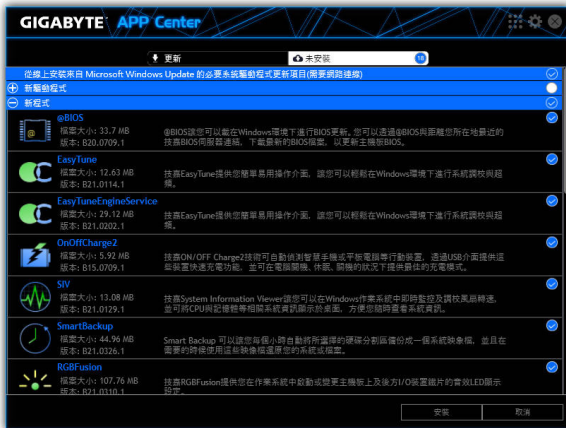 GIGABYTE APP Center
更新
未安裝 18
從線上安裝來自 Microsoft Windows Update 的必要系統驅動程式更新項目(需要網路連線)
新驅動程式
新程式
@BIOS
檔案大小: 33.7 MB
版本: B20.0709.1
@BIOS讓您可以戴在Windows環境下進行BIOS更新。您可以透過@BIOS與距離您所在地最近的
技嘉BIOS伺服器連絡、下載最新的BIOS檔案，以更新主機板BIOS。
EasyTune
檔案大小: 12.63 MB
版本: B21.0114.1
技嘉EasyTune提供您簡單易用操作介面，讓您可以輕鬆在Windows環境下進行系統調校與超
頻。
EasyTuneEngineService
檔案大小: 29.12 MB
版本: B21.0202.1
技嘉EasyTune提供您簡單易用操作介面，讓您可以輕鬆在Windows環境下進行系統調校與超
頻。
OnOffCharge2
檔案大小: 5.92 MB
版本: B15.0709.1
技嘉ON/OFF Charge2技術可自動偵測智慧手機或平板電腦等行動裝置，透過USB介面提供這
些裝置快速充電功能，並可在電腦開機、休眠、關機的狀況下提供最佳的充電模式。
SIV
檔案大小: 13.08 MB
版本: B21.0129.1
技嘉System Information Viewer讓您可以在Windows作業系統中即時監控及調校風扇轉速，
並可將CPU與記憶體等相關系統資訊顯示於桌面，方便您隨時查看系統資訊。
SmartBackup
檔案大小: 44.96 MB
版本: B21.0326.1
Smart Backup 可以讓您每個小時自動將所選擇的硬碟分割區備份成一個系統映像檔，並且在
需要的時候使用這些映像檔還原您的系統或檔案。
RGBFusion
檔案大小: 107.76 MB
版本: B21.0310.1
技嘉RGBFusion提供您在作業系統中啟動或變更主機板上及後方I/O裝置鐵片的音效LED顯示
設定。
安裝
取消